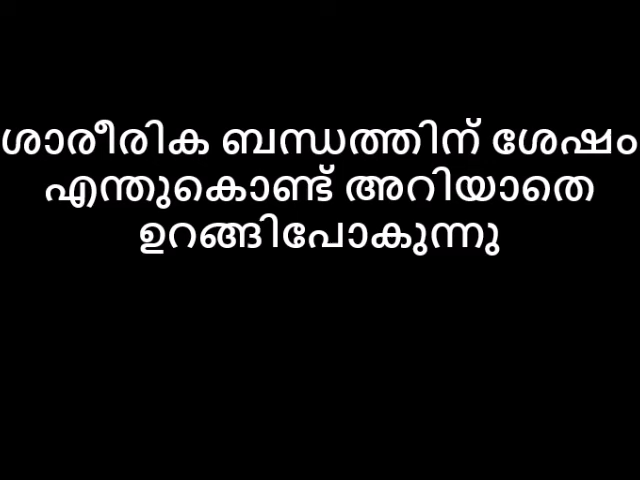 ശാരീരിക ബന്ധത്തിന് ശേഷം
എന്തുകൊണ്ട് അറിയാതെ
ഉറങ്ങിപോകുന്നു